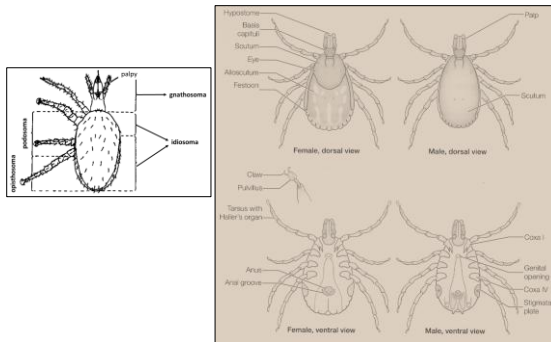 palpy
gnathosoma
podosoma
idiosoma
opisthosoma
Hypostome
Basis
capituli
Scutum
Eye
Alloscutum
Festoon
Palp
Scutum
Female, dorsal view
Male, dorsal view
Claw
Pulvillus
Tarsus with
Haller's organ
Anus
Anal groove
Coxa I
Genital
opening
Coxa IV
Stigmatal
plate
Female, ventral view
Male, ventral view